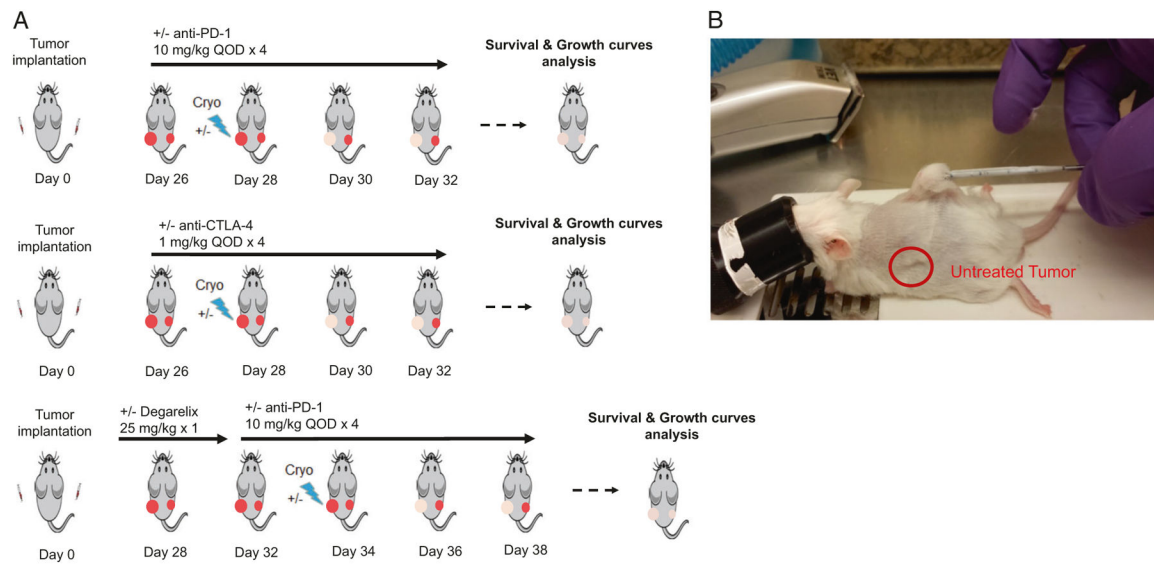 A
Tumor
implantation
+/- anti-PD-1
10 mg/kg QOD x 4
Survival & Growth curves
analysis
Cryo
+/-
Day 0
Day 26
Day 28
Day 30
Day 32
Tumor
implantation
+/- anti-CTLA-4
1 mg/kg QOD x 4
Survival & Growth curves
analysis
Cryo
+/-
Day 0
Day 26
Day 28
Day 30
Day 32
Tumor
implantation
+/- Degarelix
25 mg/kg x 1
+/- anti-PD-1
10 mg/kg QOD x 4
Survival & Growth curves
analysis
Cryo
+/-
Day 0
Day 28
Day 32
Day 34
Day 36
Day 38
B
Untreated Tumor